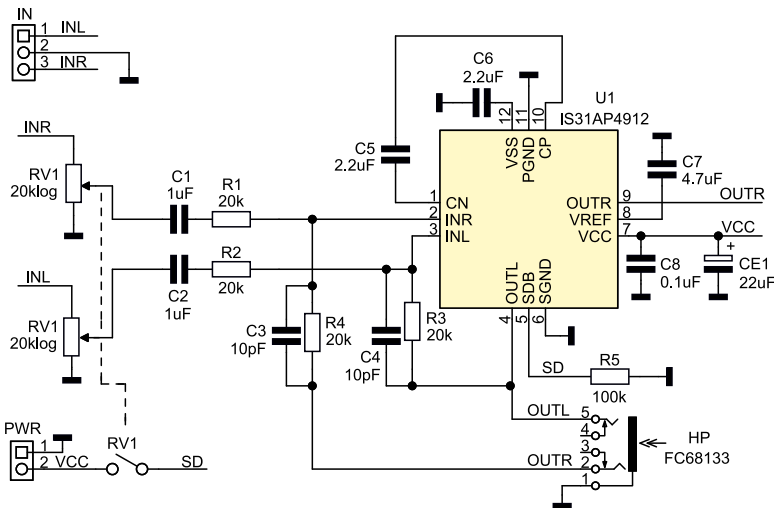 IN
1 INL
2
3 INR
INR
RV1
20klog
C1
1uF
R1
20k
INL
RV1
20klog
C2
1uF
R2
20k
C5
2.2uF
C6
2.2uF
U1
IS31AP4912
12 11 10
VSS PGND CP
1 CN
2 INR
3 INL
OUTR 9
VREF 8
VCC 7
OUTL SDB SGND
4 5 6
C7
4.7uF
OUTR
VCC
C8
0.1uF
+
CE1
22uF
C3
10pF
R4
20k
C4
10pF
R3
20k
SD
R5
100k
PWR
1
2 VCC
RV1
SD
OUTL
OUTR
5
4
3
2
1
HP
FC68133